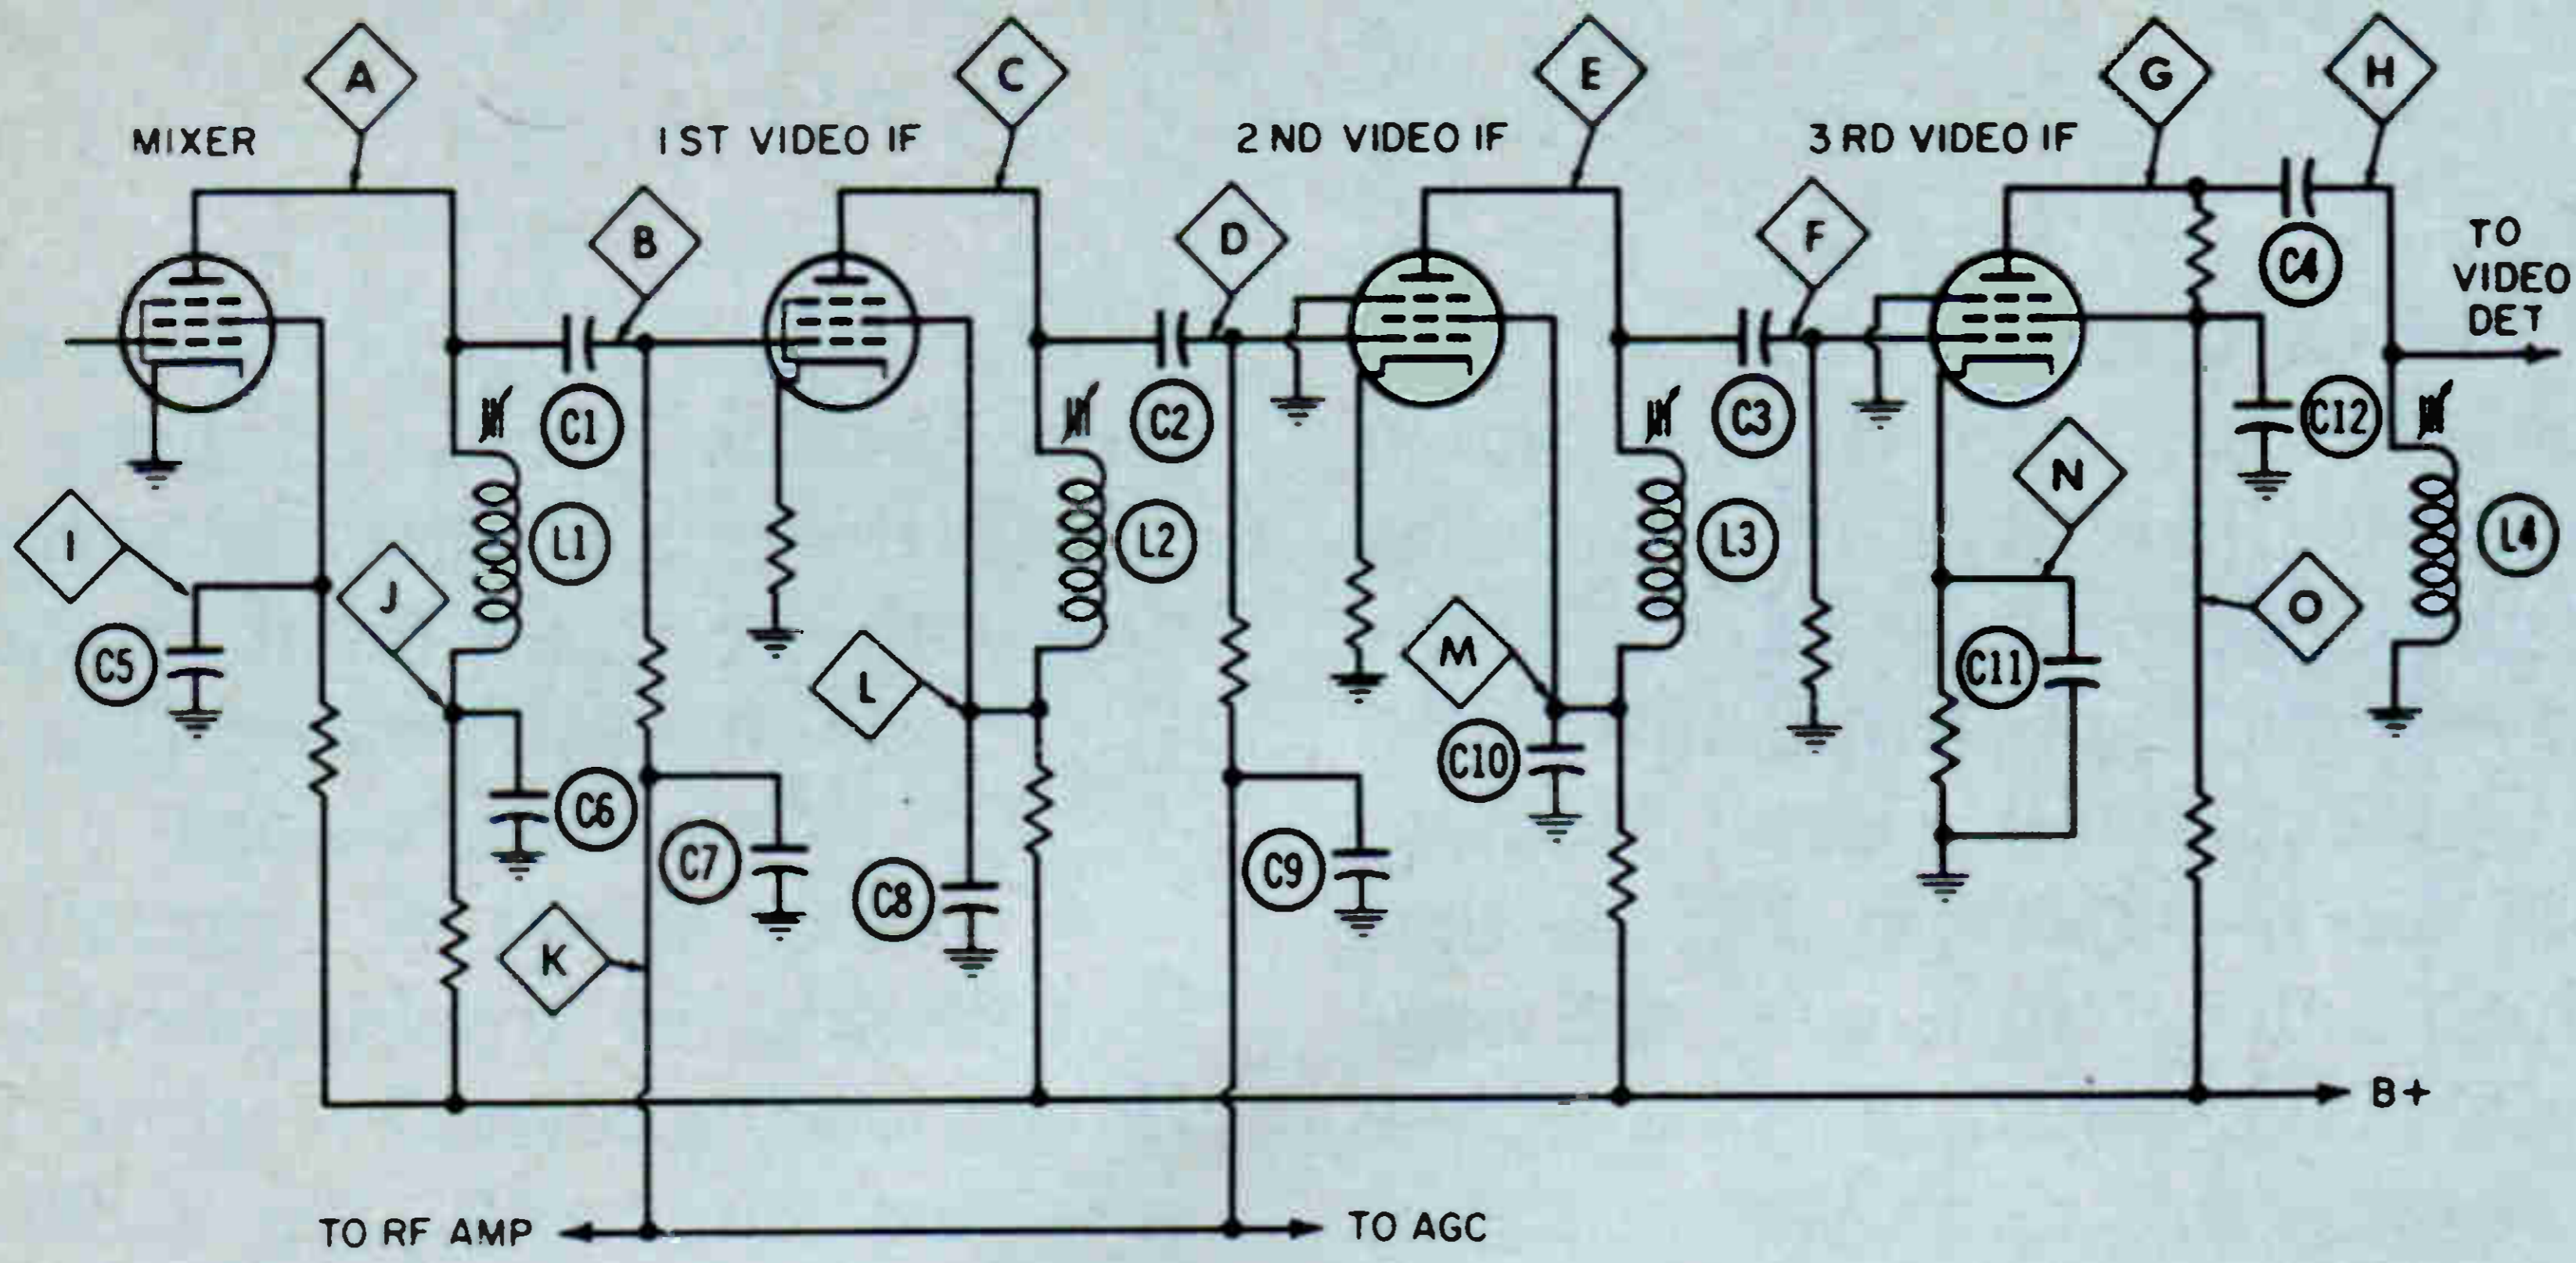 A
C
E
G
H
MIXER
1ST VIDEO IF
2ND VIDEO IF
3RD VIDEO IF
B
D
F
TO
VIDEO
DET
C4
C1
C2
C3
C12
N
I
L1
L2
L3
L4
J
O
C5
L
M
C11
C10
C6
C7
C8
C9
K
B+
TO RF AMP
TO AGC